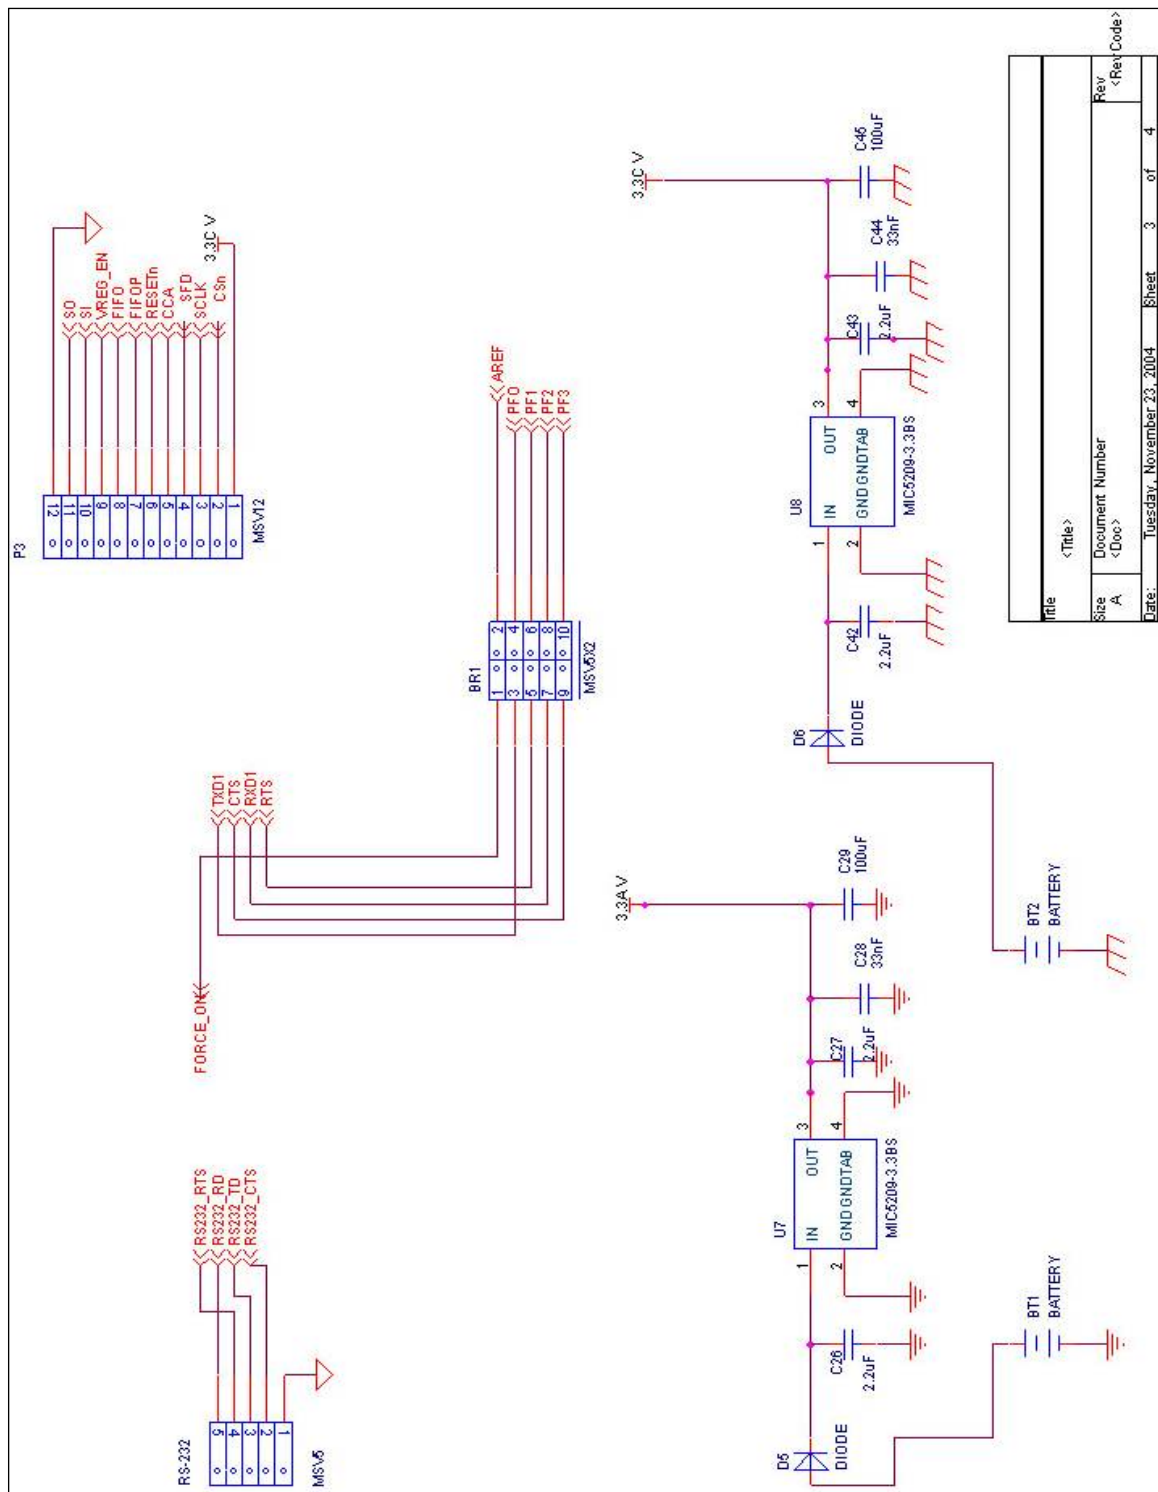 RS-232
5
4
3
2
1
MSV5
RS232_RTS
RS232_RD
RS232_TD
RS232_CTS
FORCE_ON
TXD1
CTS
RXD1
RTS
P3
12
11
10
9
8
7
6
5
4
3
2
1
MSV12
SO
SI
VREG_EN
FIFO
FIFOP
RESETn
CCA
SFD
SCLK
CSn
3.3C V
BR1
1 2
3 4
5 6
7 8
9 10
MSV5X2
AREF
PF0
PF1
PF2
PF3
D5
DIODE
C26
2.2uF
U7
1 IN OUT 3
2 GND GNDTAB 4
MIC5209-3.3BS
C27
2.2uF
C28
33nF
C29
100uF
3.3A V
BT1
BATTERY
D6
DIODE
C42
2.2uF
U8
1 IN OUT 3
2 GND GNDTAB 4
MIC5209-3.3BS
C43
2.2uF
C44
33nF
C45
100uF
3.3C V
BT2
BATTERY
Title
<Title>
Size Document Number Rev
A <Doc> <RevCode>
Date: Tuesday, November 23, 2004 Sheet 3 of 4